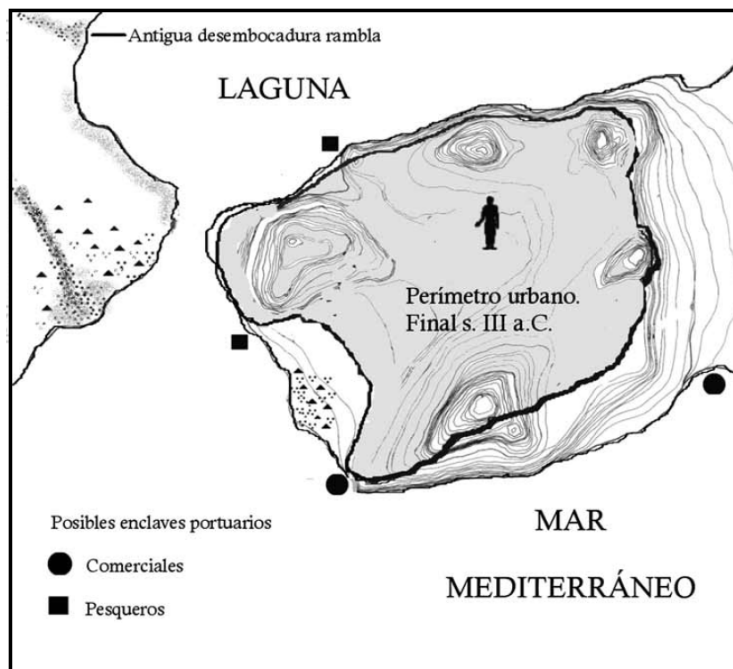 Antigua desembocadura rambla
LAGUNA
Perímetro urbano.
Final s. III a.C.
MAR
MEDITERRÁNEO
Posibles enclaves portuarios
Comerciales
Pesqueros